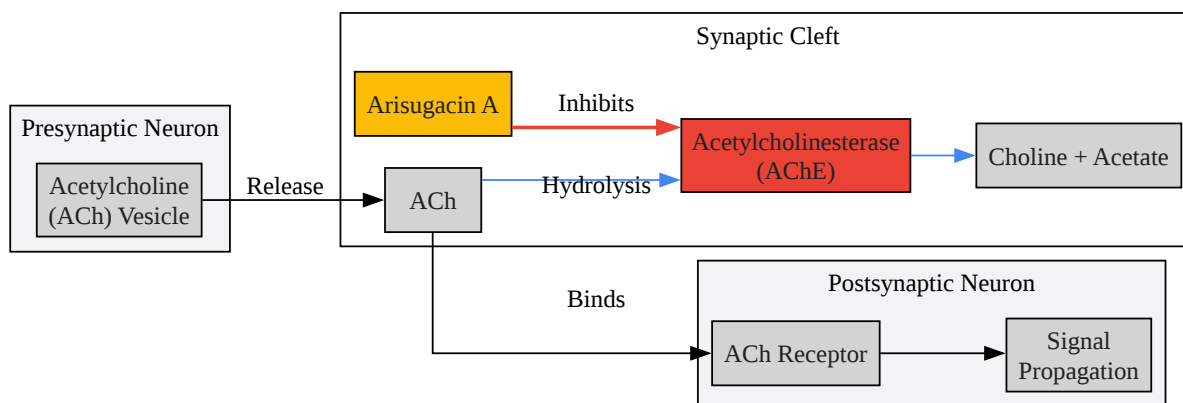 Synaptic Cleft
Arisugacin A
Inhibits
Presynaptic Neuron
Acetylcholinesterase
(AChE)
Choline + Acetate
Acetylcholine
(ACh) Vesicle
Release
ACh
Hydrolysis
Postsynaptic Neuron
Binds
ACh Receptor
Signal
Propagation